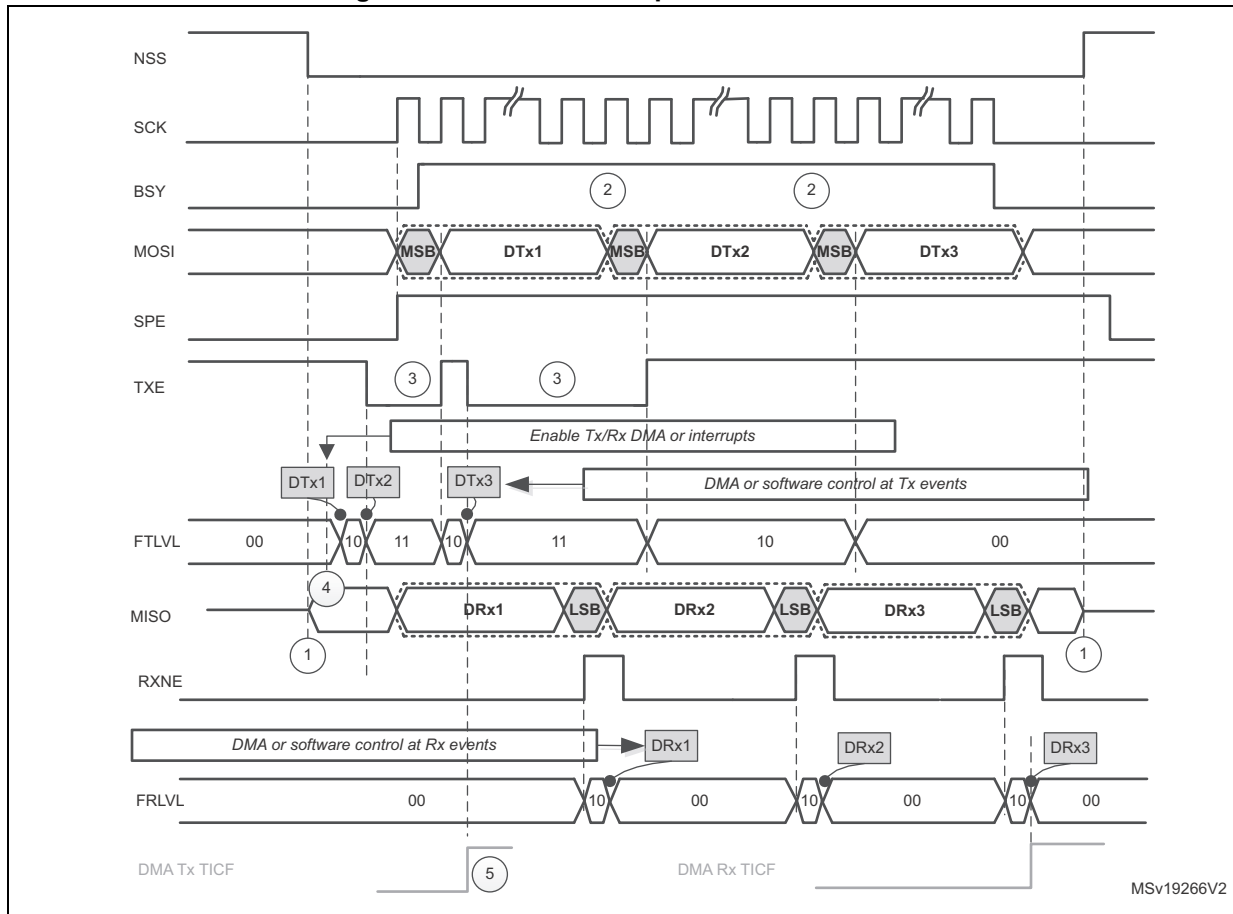 NSS
SCK
BSY
2 2
MOSI
MSB DTx1 MSB DTx2 MSB DTx3
SPE
TXE
3 3
Enable Tx/Rx DMA or interrupts
DTx1 DTx2 DTx3 DMA or software control at Tx events
FTLVL 00 10 11 10 11 10 00
4
MISO
DRx1 LSB DRx2 LSB DRx3 LSB
1 1
RXNE
DMA or software control at Rx events DRx1 DRx2 DRx3
FRLVL 00 10 00 10 00 10 00
DMA Tx TICF 5 DMA Rx TICF
MSv19266V2